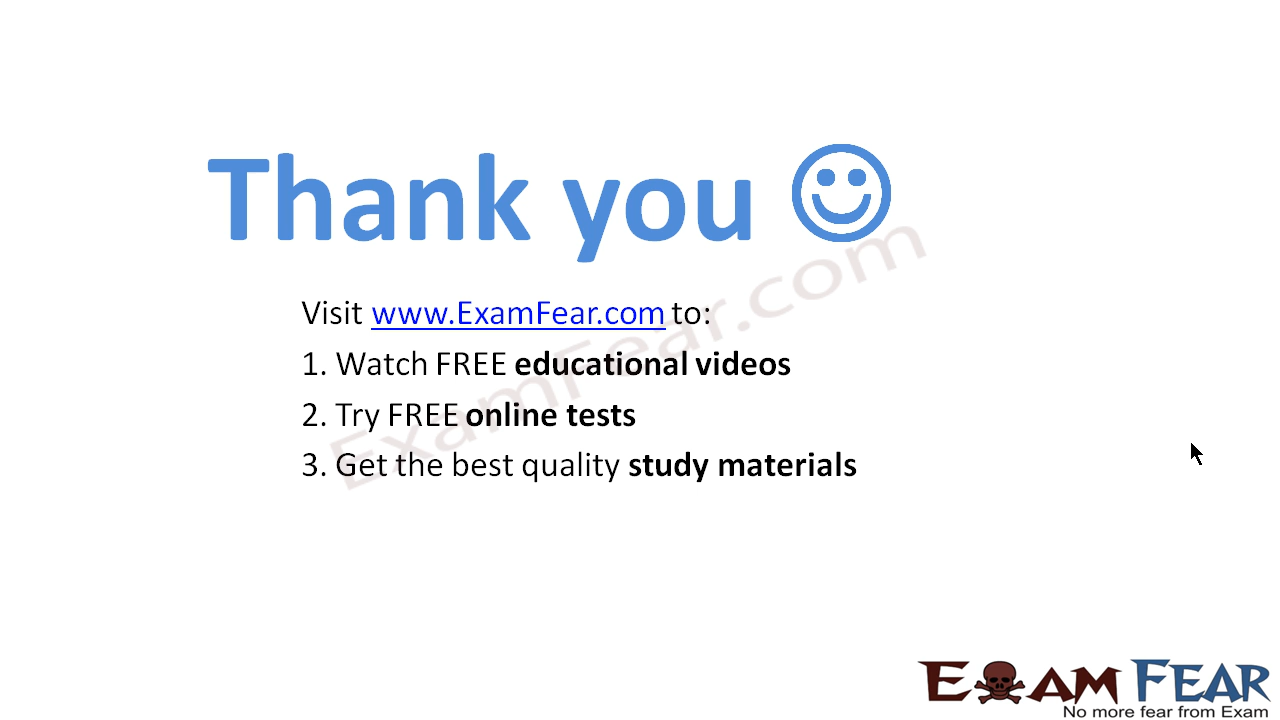 Thank you
Visit www.ExamFear.com to:
1. Watch FREE educational videos
2. Try FREE online tests
3. Get the best quality study materials
ExamFear.com
EXAM FEAR
No more fear from Exam